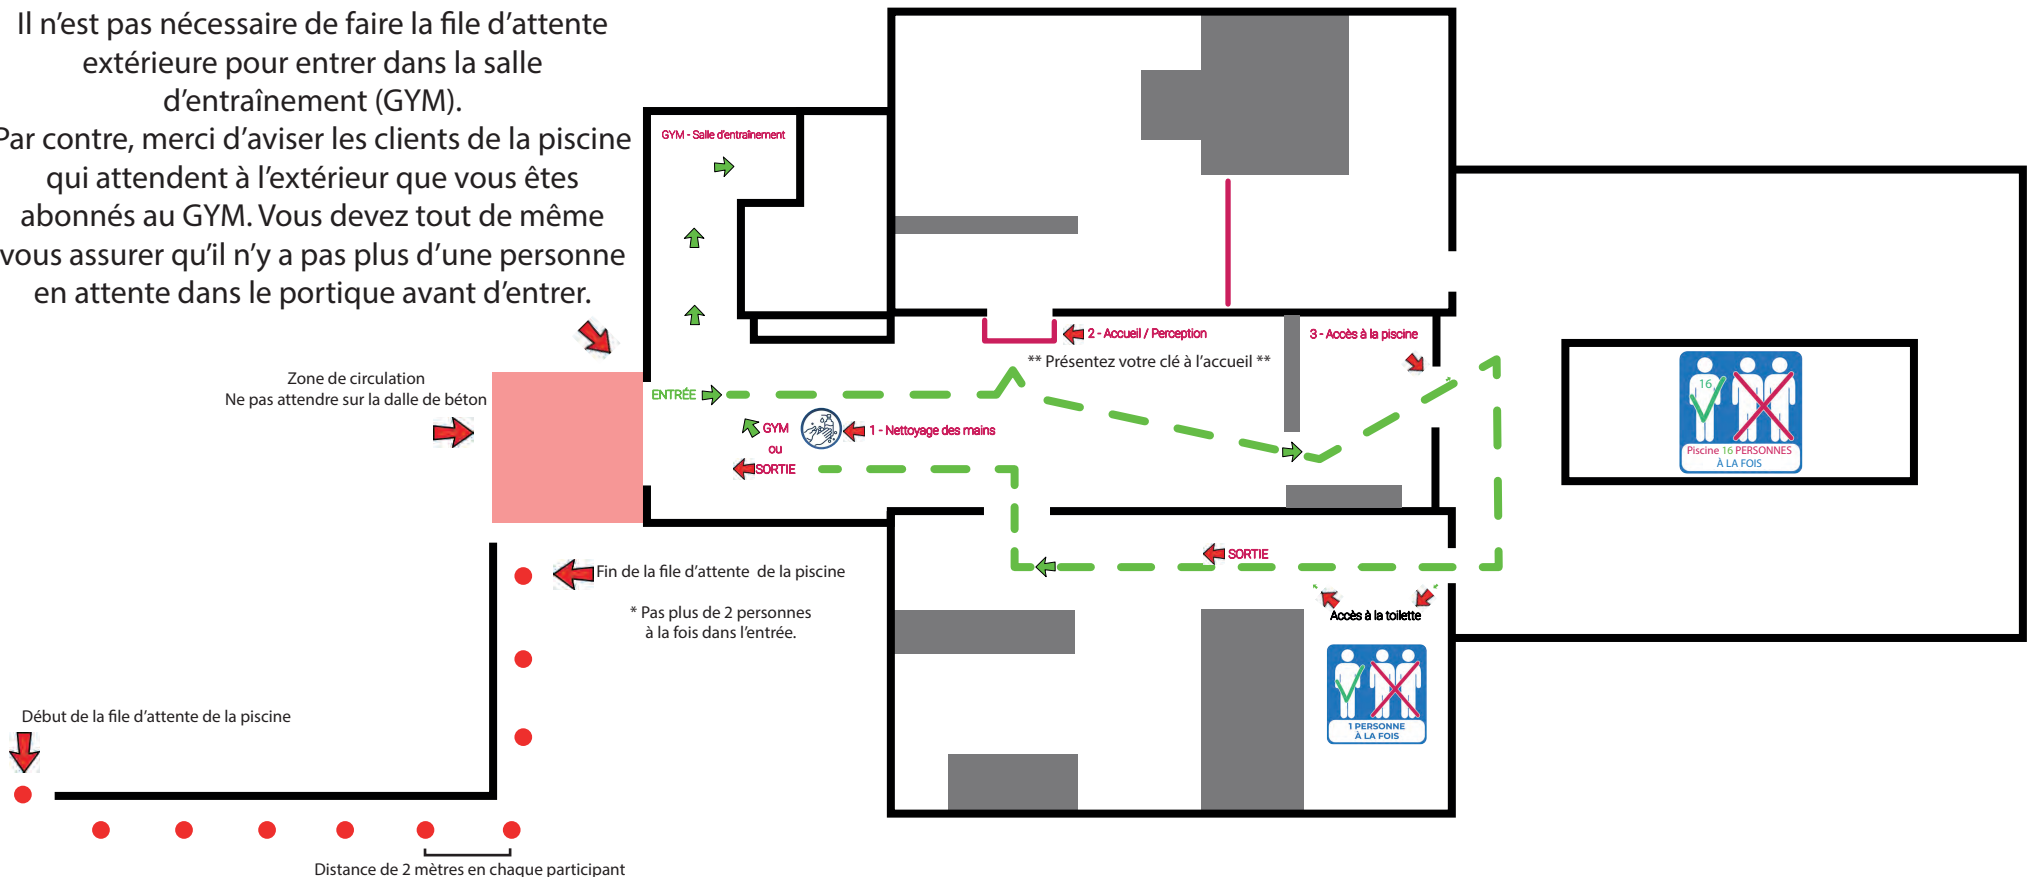 Il n'est pas nécessaire de faire la file d'attente
extérieure pour entrer dans la salle
d'entraînement (GYM).
Par contre, merci d'aviser les clients de la piscine
qui attendent à l'extérieur que vous êtes
abonnés au GYM. Vous devez tout de même
vous assurer qu'il n'y a pas plus d'une personne
en attente dans le portique avant d'entrer.
GYM - Salle d'entraînement
2 - Accueil / Perception
3 - Accès à la piscine
** Présentez votre clé à l'accueil **
Zone de circulation
Ne pas attendre sur la dalle de béton
ENTRÉE
GYM
ou
SORTIE
1 - Nettoyage des mains
16
Piscine 16 PERSONNES
À LA FOIS
SORTIE
Fin de la file d'attente de la piscine
* Pas plus de 2 personnes
à la fois dans l'entrée.
Accès à la toilette
1 PERSONNE
À LA FOIS
Début de la file d'attente de la piscine
Distance de 2 mètres en chaque participant